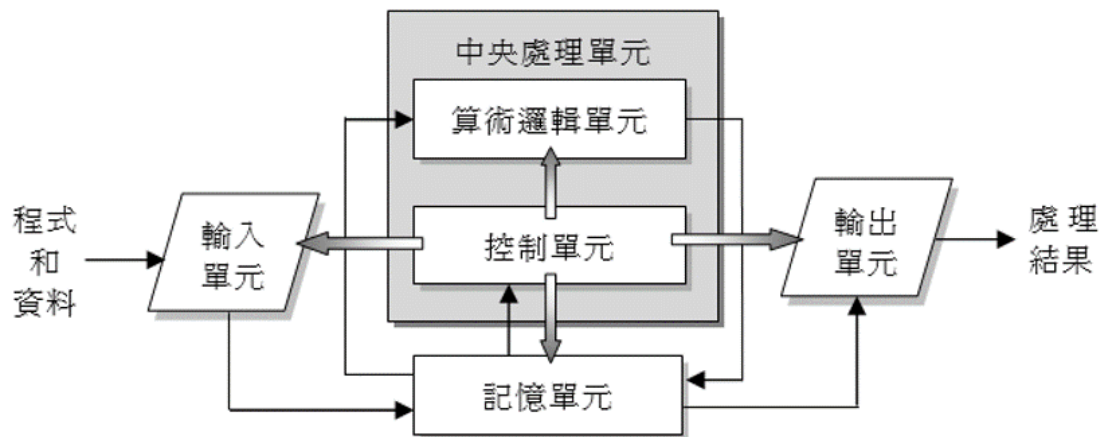 中央處理單元
算術邏輯單元
程式
和
資料
輸入
單元
控制單元
輸出
單元
處理
結果
記憶單元